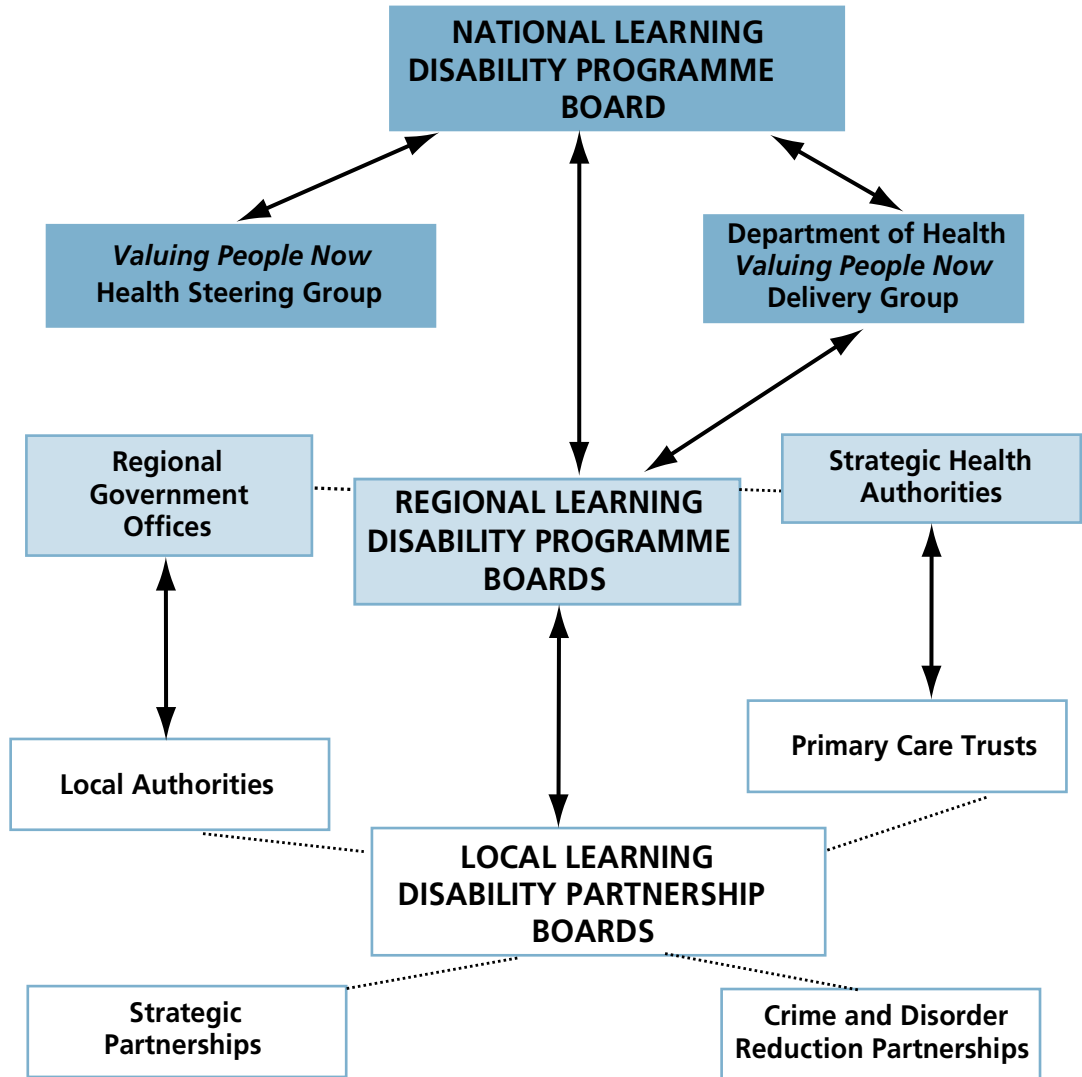 NATIONAL LEARNING
DISABILITY PROGRAMME
BOARD
Valuing People Now
Health Steering Group
Department of Health
Valuing People Now
Delivery Group
Regional
Government
Offices
REGIONAL LEARNING
DISABILITY PROGRAMME
BOARDS
Strategic Health
Authorities
Local Authorities
Primary Care Trusts
LOCAL LEARNING
DISABILITY PARTNERSHIP
BOARDS
Strategic
Partnerships
Crime and Disorder
Reduction Partnerships